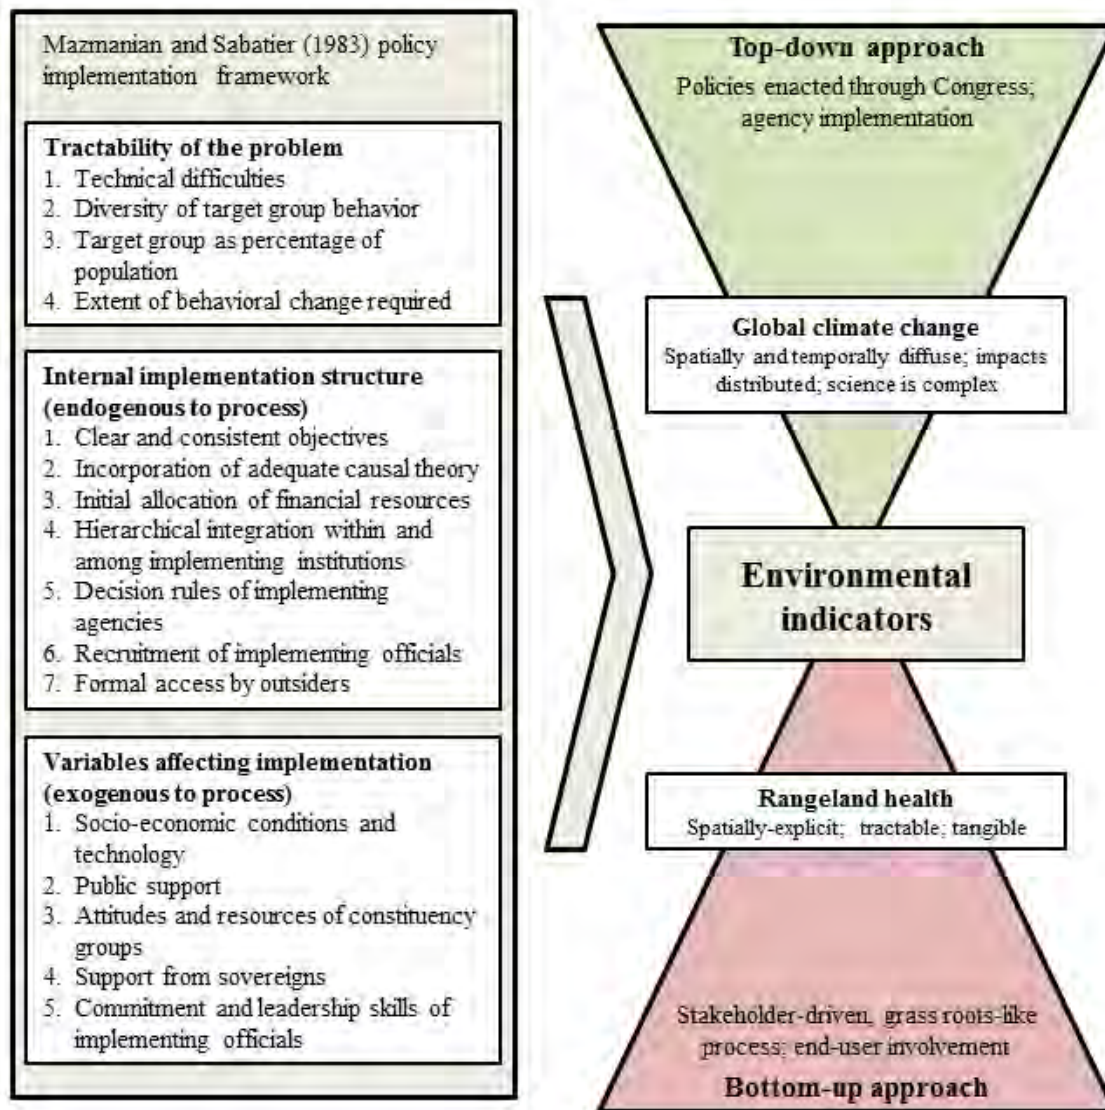 Mazmanian and Sabatier (1983) policy
implementation framework
Tractability of the problem
1. Technical difficulties
2. Diversity of target group behavior
3. Target group as percentage of
population
4. Extent of behavioral change required
Internal implementation structure
(endogenous to process)
1. Clear and consistent objectives
2. Incorporation of adequate causal theory
3. Initial allocation of financial resources
4. Hierarchical integration within and
among implementing institutions
5. Decision rules of implementing
agencies
6. Recruitment of implementing officials
7. Formal access by outsiders
Variables affecting implementation
(exogenous to process)
1. Socio-economic conditions and
technology
2. Public support
3. Attitudes and resources of constituency
groups
4. Support from sovereigns
5. Commitment and leadership skills of
implementing officials
Top-down approach
Policies enacted through Congress;
agency implementation
Global climate change
Spatially and temporally diffuse; impacts
distributed; science is complex
Environmental
indicators
Rangeland health
Spatially-explicit; tractable; tangible
Stakeholder-driven, grass roots-like
process; end-user involvement
Bottom-up approach